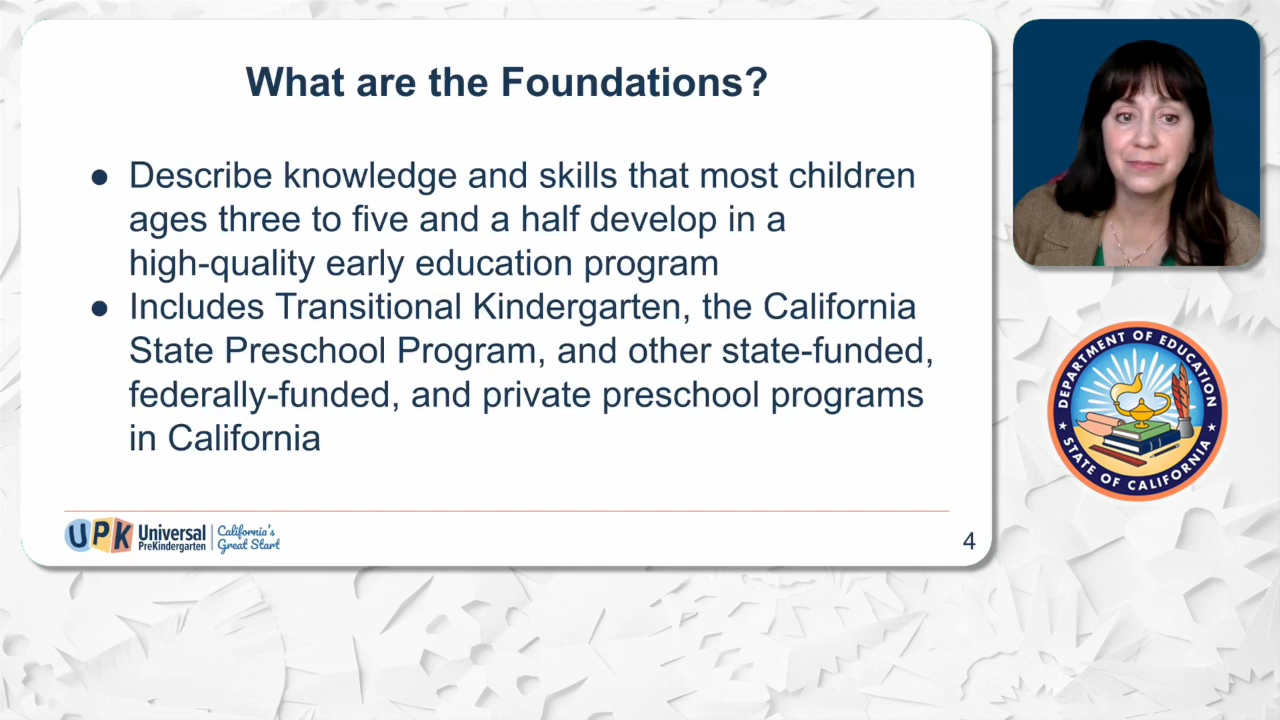 What are the Foundations?
● Describe knowledge and skills that most children
ages three to five and a half develop in a
high-quality early education program
● Includes Transitional Kindergarten, the California
State Preschool Program, and other state-funded,
federally-funded, and private preschool programs
in California
UPK Universal PreKindergarten California's Great Start
4
DEPARTMENT OF EDUCATION
STATE OF CALIFORNIA